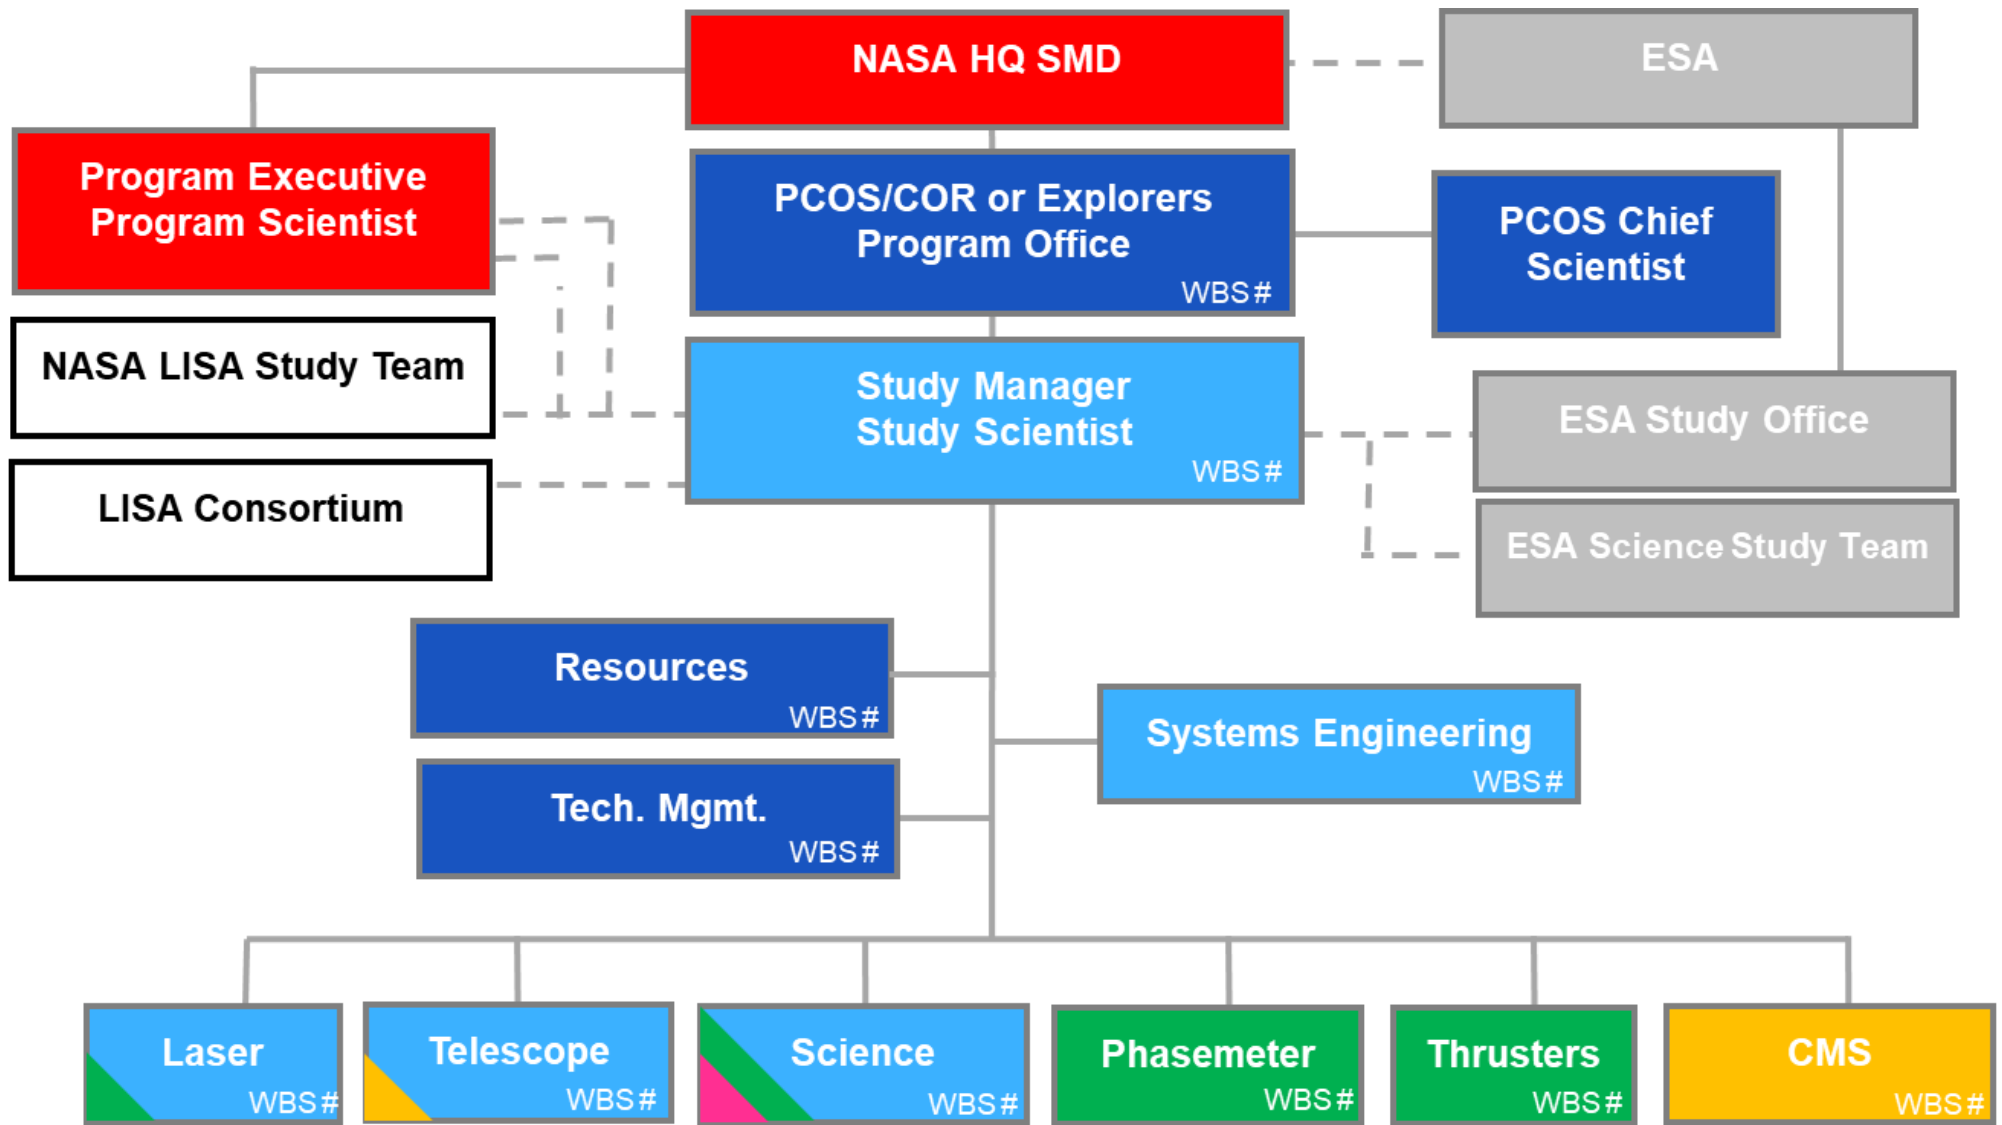 NASA HQ SMD
ESA
Program Executive
Program Scientist
PCOS/COR or Explorers
Program Office
WBS #
PCOS Chief
Scientist
NASA LISA Study Team
Study Manager
Study Scientist
WBS #
ESA Study Office
LISA Consortium
ESA Science Study Team
Resources
WBS #
Systems Engineering
WBS #
Tech. Mgmt.
WBS #
Laser
WBS #
Telescope
WBS #
Science
WBS #
Phasemeter
WBS #
Thrusters
WBS #
CMS
WBS #